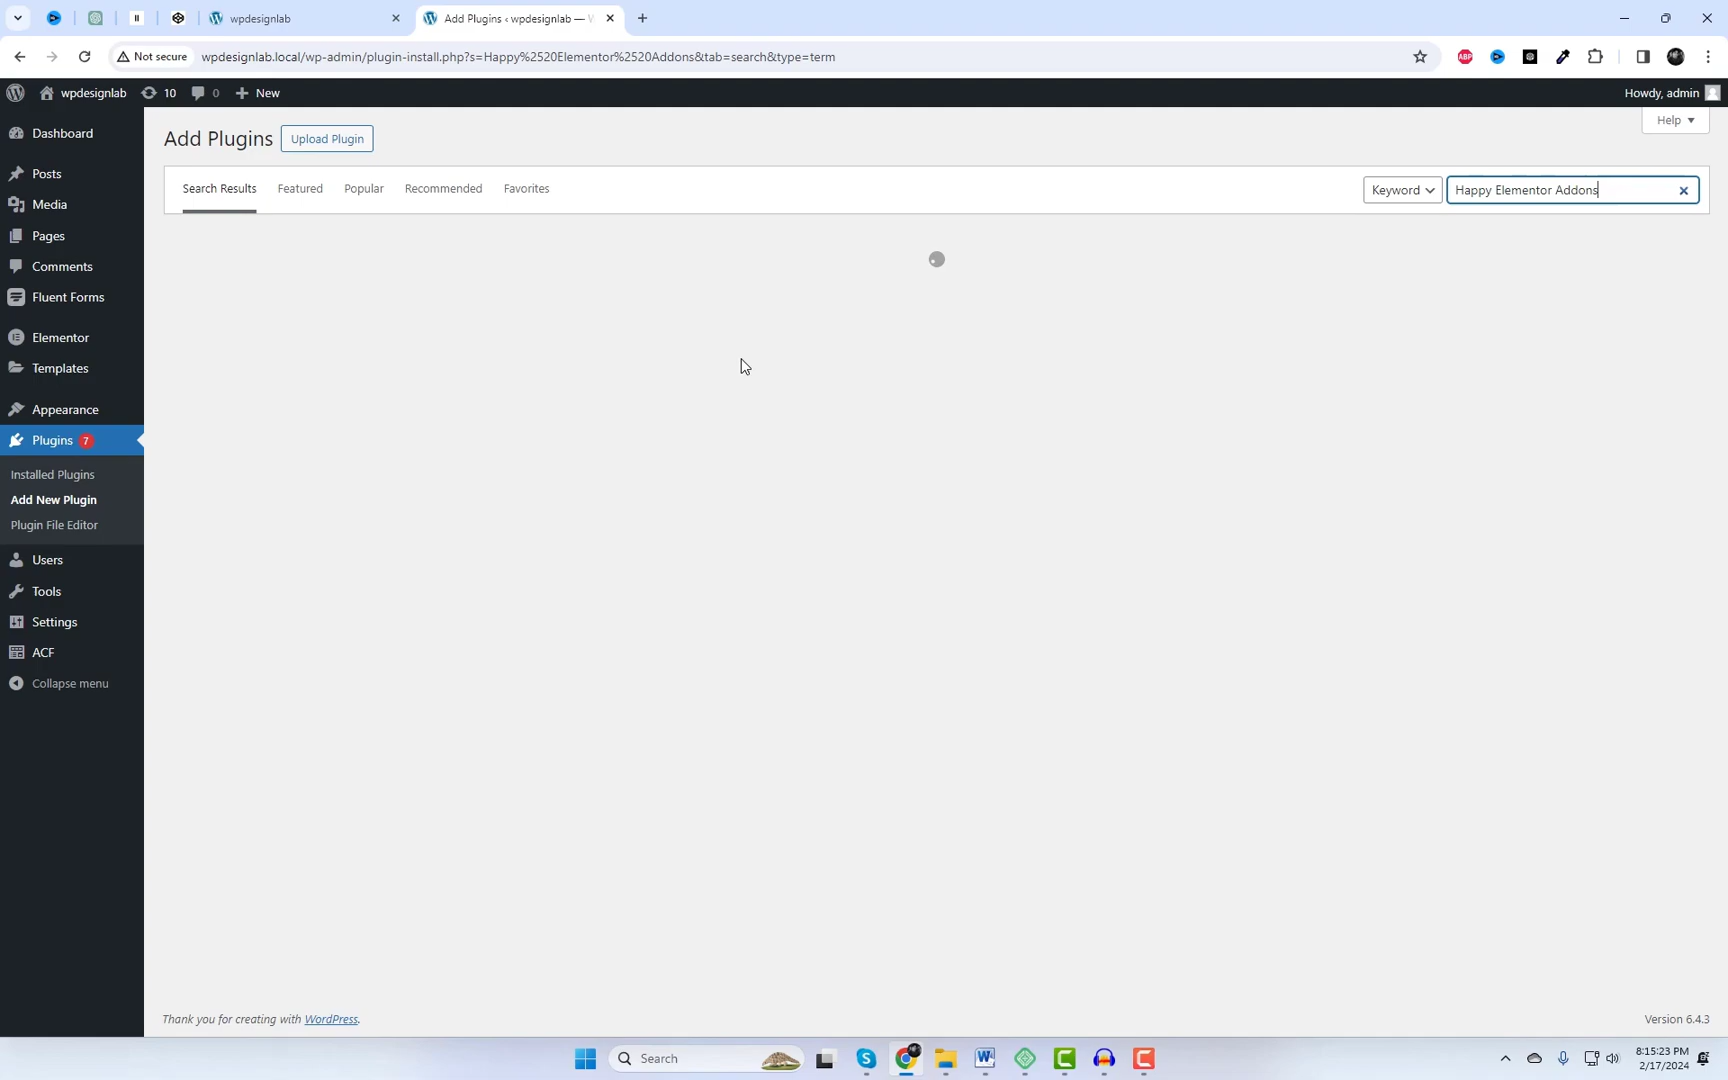 wpdesignlab
Add Plugins ‹ wpdesignlab — W
Not secure
wpdesignlab.local/wp-admin/plugin-install.php?s=Happy%2520Elementor%2520Addons&tab=search&type=term
wpdesignlab
10
0
New
Howdy, admin
Help
Add Plugins
Upload Plugin
Search Results
Featured
Popular
Recommended
Favorites
Keyword
Happy Elementor Addons
Dashboard
Posts
Media
Pages
Comments
Fluent Forms
Elementor
Templates
Appearance
Plugins 7
Installed Plugins
Add New Plugin
Plugin File Editor
Users
Tools
Settings
ACF
Collapse menu
Thank you for creating with WordPress.
Version 6.4.3
Search
8:15:23 PM
2/17/2024